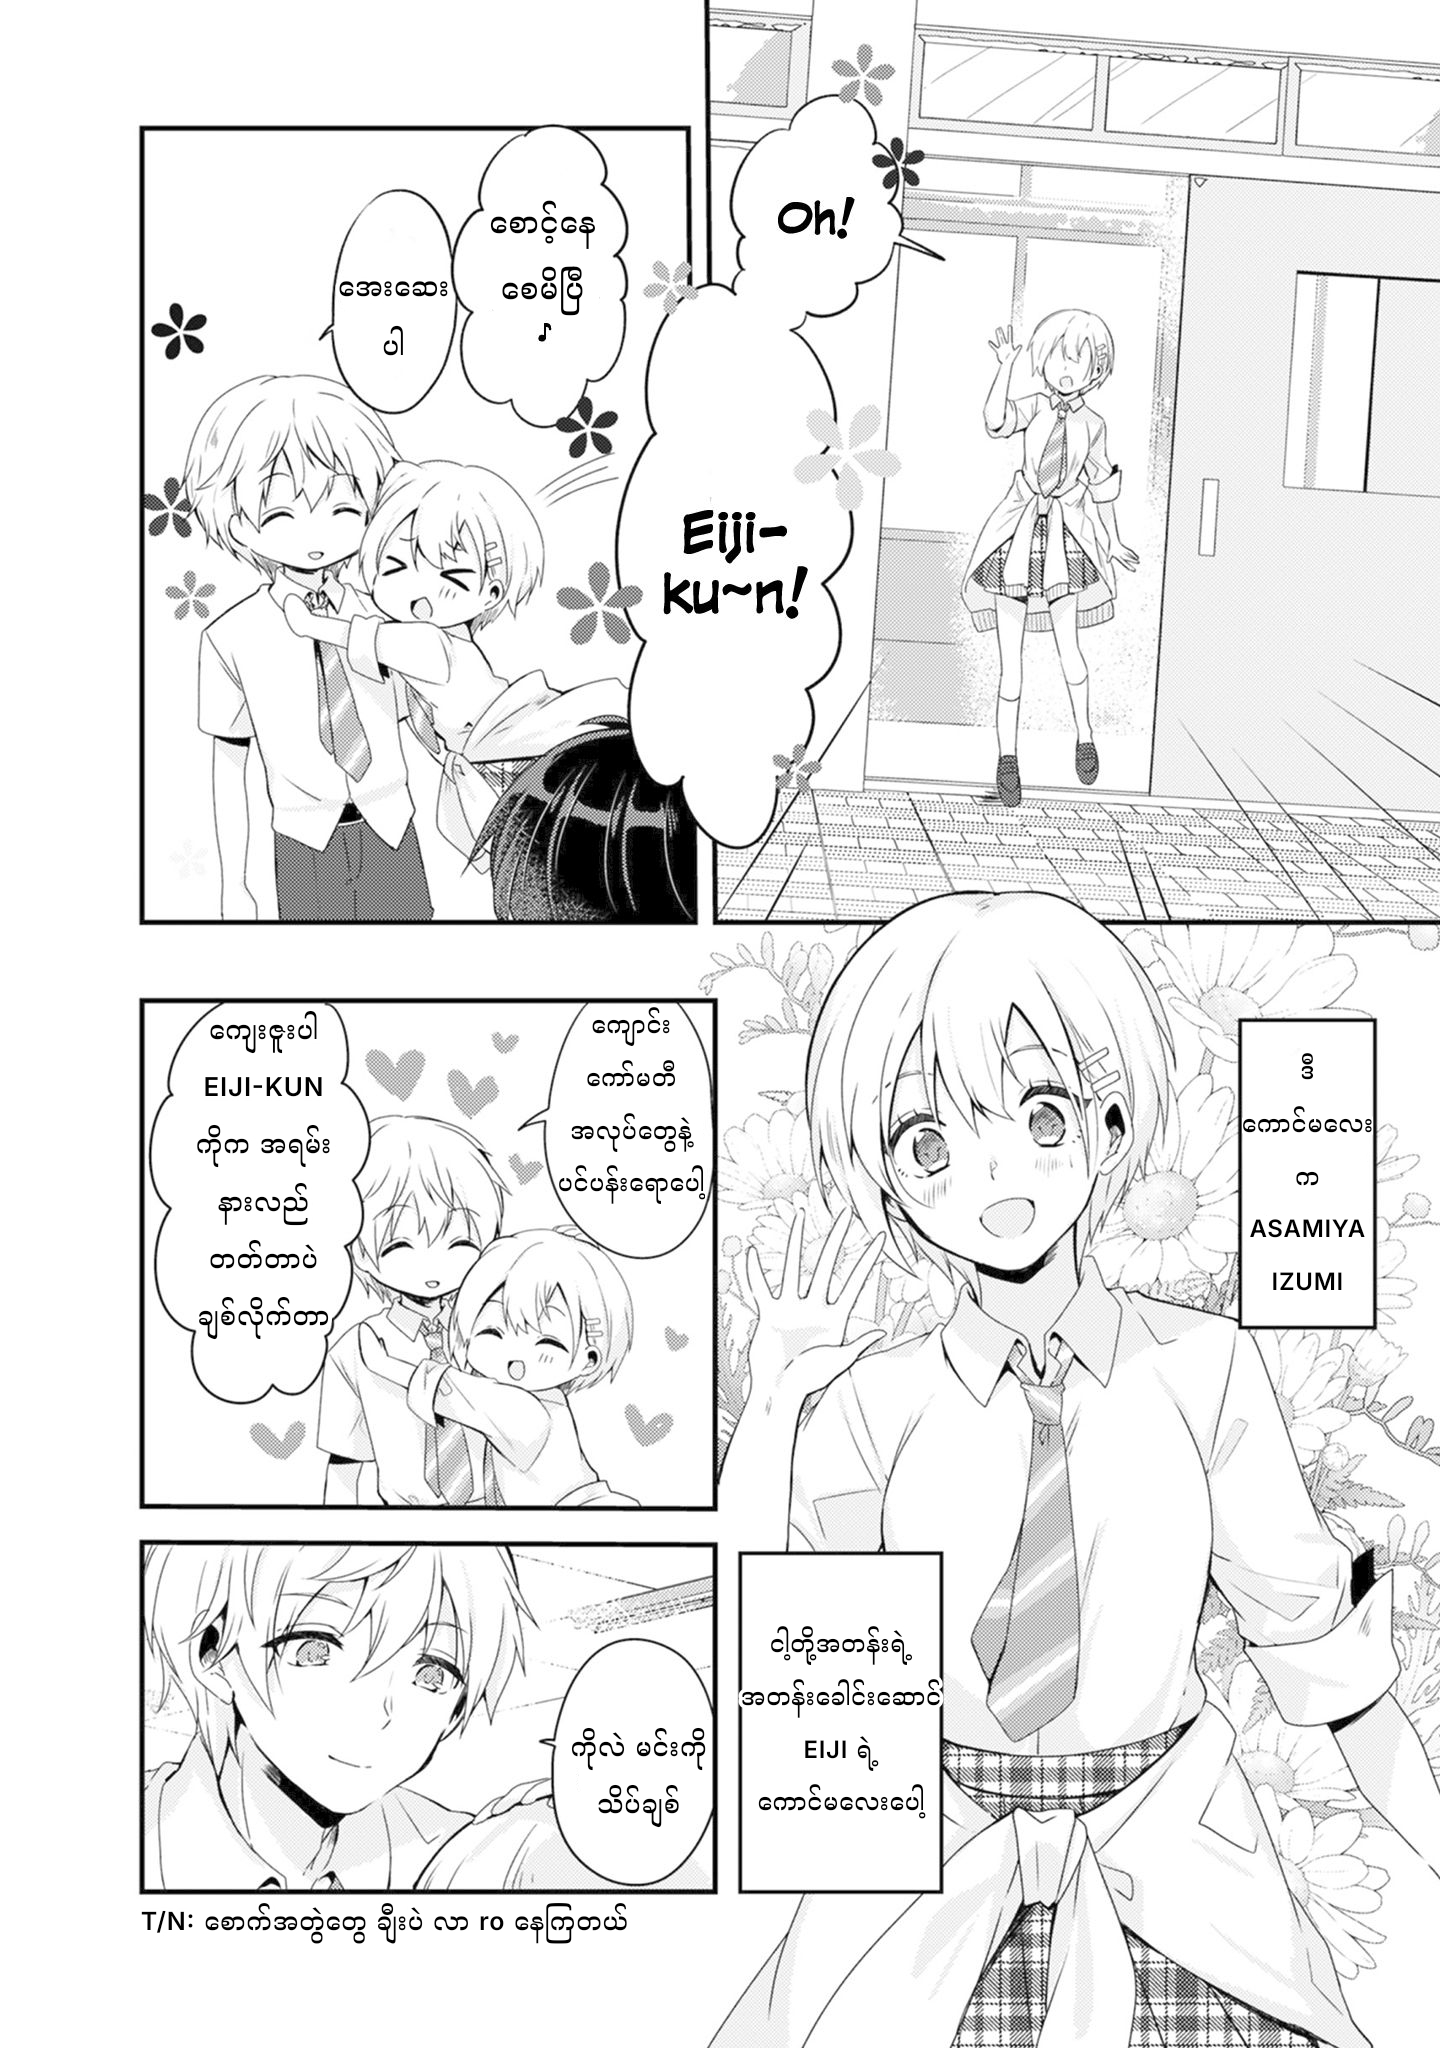 Oh!
Eiji-
ku~n!
စောင့်နေ
စေမိပြီ
♪
အေးဆေး
ပါ
ဒီ
ကောင်မလေး
က
ASAMIYA
IZUMI
ငါ့တို့အတန်းရဲ့
အတန်းခေါင်းဆောင်
EIJI ရဲ့
ကောင်မလေးပေါ့
ကျောင်း
ကော်မတီ
အလုပ်တွေနဲ့
ပင်ပန်းရောပေါ့
ကျေးဇူးပါ
EIJI-KUN
ကိုက အရမ်း
နားလည်
တတ်တာပဲ
ချစ်လိုက်တာ
ကိုလဲ မင်းကို
သိပ်ချစ်
T/N: စောက်အတွဲတွေ ချီးပဲ လာ ro နေကြတယ်